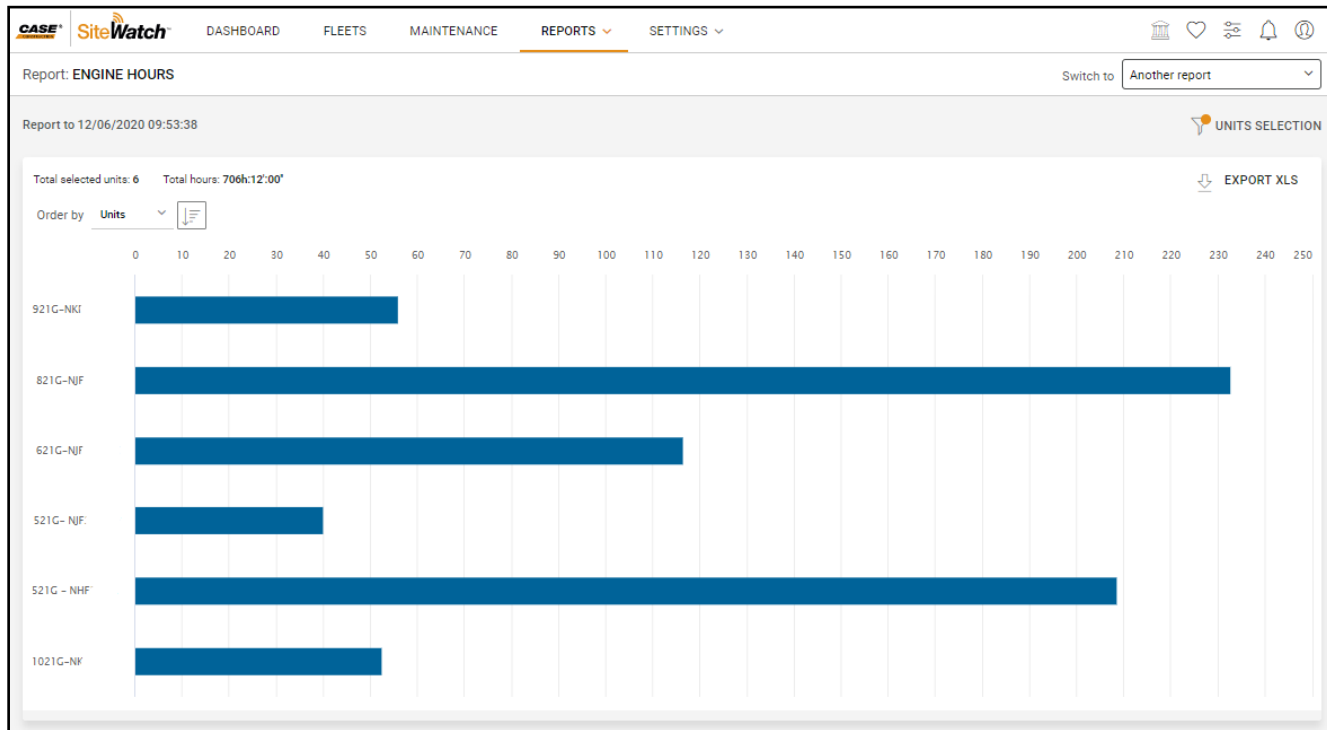 CASE SiteWatch™ DASHBOARD FLEETS MAINTENANCE REPORTS SETTINGS
Report: ENGINE HOURS Switch to Another report
Report to 12/06/2020 09:53:38 UNITS SELECTION
Total selected units: 6 Total hours: 706h:12':00" EXPORT XLS
Order by Units
0 10 20 30 40 50 60 70 80 90 100 110 120 130 140 150 160 170 180 190 200 210 220 230 240 250
921G-NKI
821G-NJF
621G-NJF
521G- NJF
521G - NHF
1021G-NK